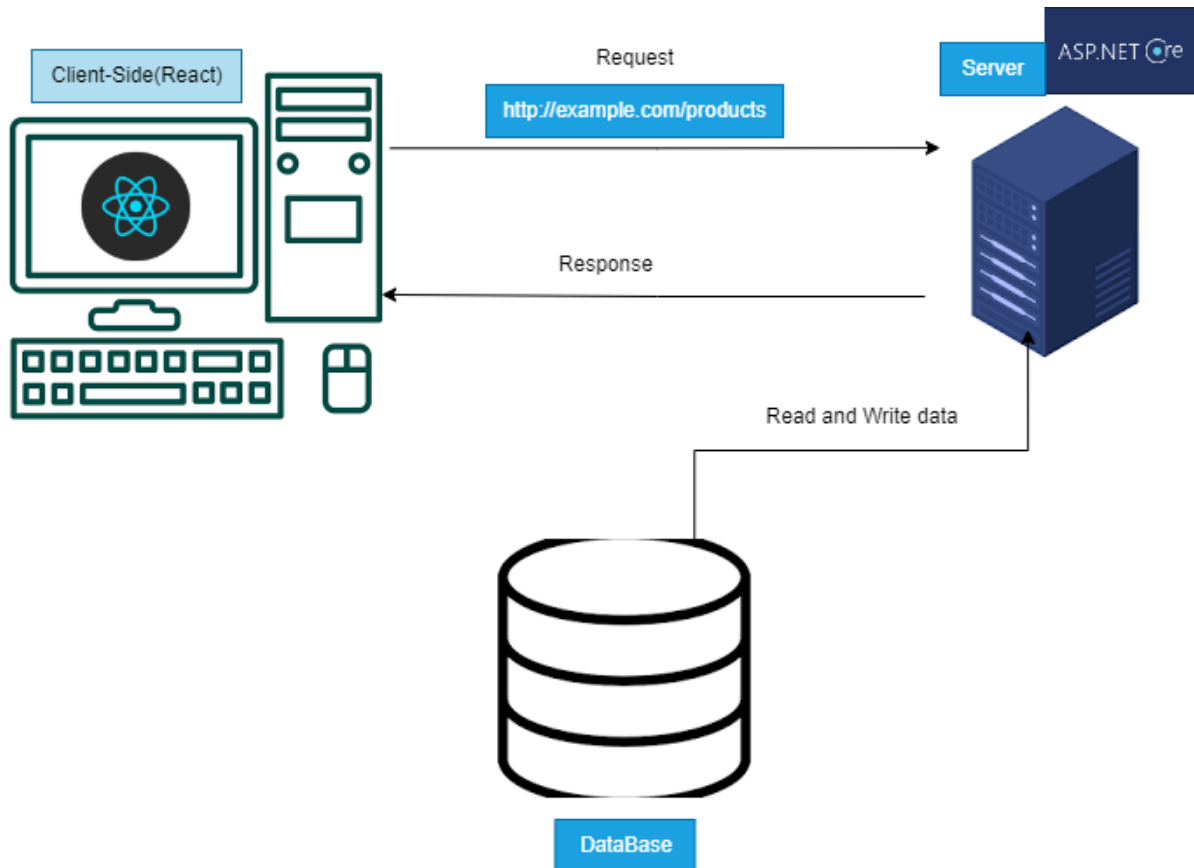 Client-Side(React)
Request
http://example.com/products
Server
ASP.NET Core
Response
Read and Write data
DataBase